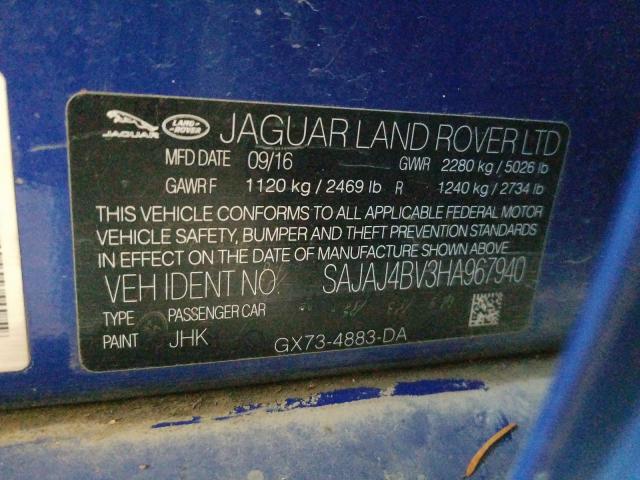 JAGUAR LAND ROVER JAGUAR LAND ROVER LTD
MFD DATE 09/16 GWR 2280 kg / 5026 lb
GAWR F 1120 kg / 2469 lb R 1240 kg / 2734 lb
THIS VEHICLE CONFORMS TO ALL APPLICABLE FEDERAL MOTOR
VEHICLE SAFETY, BUMPER AND THEFT PREVENTION STANDARDS
IN EFFECT ON THE DATE OF MANUFACTURE SHOWN ABOVE.
VEH IDENT NO. SAJAJ4BV3HA967940
TYPE PASSENGER CAR
PAINT JHK GX73-4883-DA